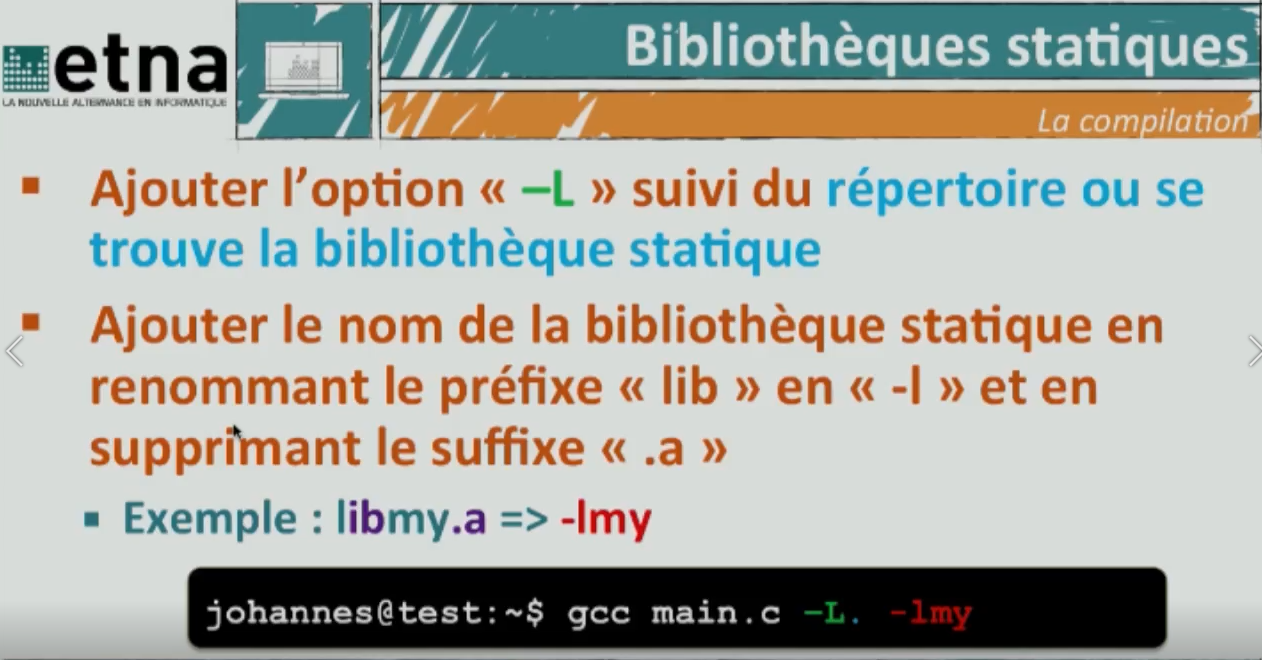 etna
LA NOUVELLE ALTERNANCE EN INFORMATIQUE
Bibliothèques statiques
La compilation
Ajouter l’option « –L » suivi du répertoire ou se
trouve la bibliothèque statique
Ajouter le nom de la bibliothèque statique en
renommant le préfixe « lib » en « -l » et en
supprimant le suffixe « .a »
Exemple : libmy.a => -lmy
johannes@test:~$ gcc main.c –L. -lmy